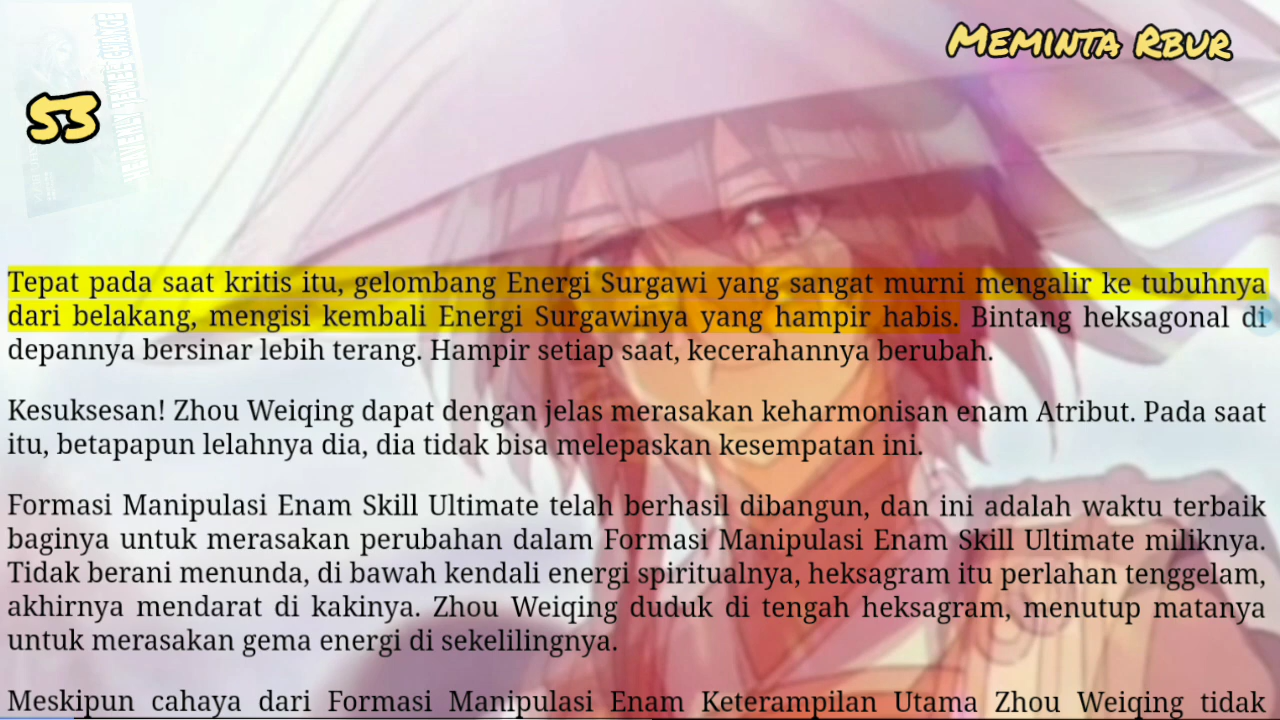 Meminta Rbur
53
HEAVENLY JEWEL CHANGE
Tepat pada saat kritis itu, gelombang Energi Surgawi yang sangat murni mengalir ke tubuhnya
dari belakang, mengisi kembali Energi Surgawinya yang hampir habis. Bintang heksagonal di
depannya bersinar lebih terang. Hampir setiap saat, kecerahannya berubah.
Kesuksesan! Zhou Weiqing dapat dengan jelas merasakan keharmonisan enam Atribut. Pada saat
itu, betapapun lelahnya dia, dia tidak bisa melepaskan kesempatan ini.
Formasi Manipulasi Enam Skill Ultimate telah berhasil dibangun, dan ini adalah waktu terbaik
baginya untuk merasakan perubahan dalam Formasi Manipulasi Enam Skill Ultimate miliknya.
Tidak berani menunda, di bawah kendali energi spiritualnya, heksagram itu perlahan tenggelam,
akhirnya mendarat di kakinya. Zhou Weiqing duduk di tengah heksagram, menutup matanya
untuk merasakan gema energi di sekelilingnya.
Meskipun cahaya dari Formasi Manipulasi Enam Keterampilan Utama Zhou Weiqing tidak